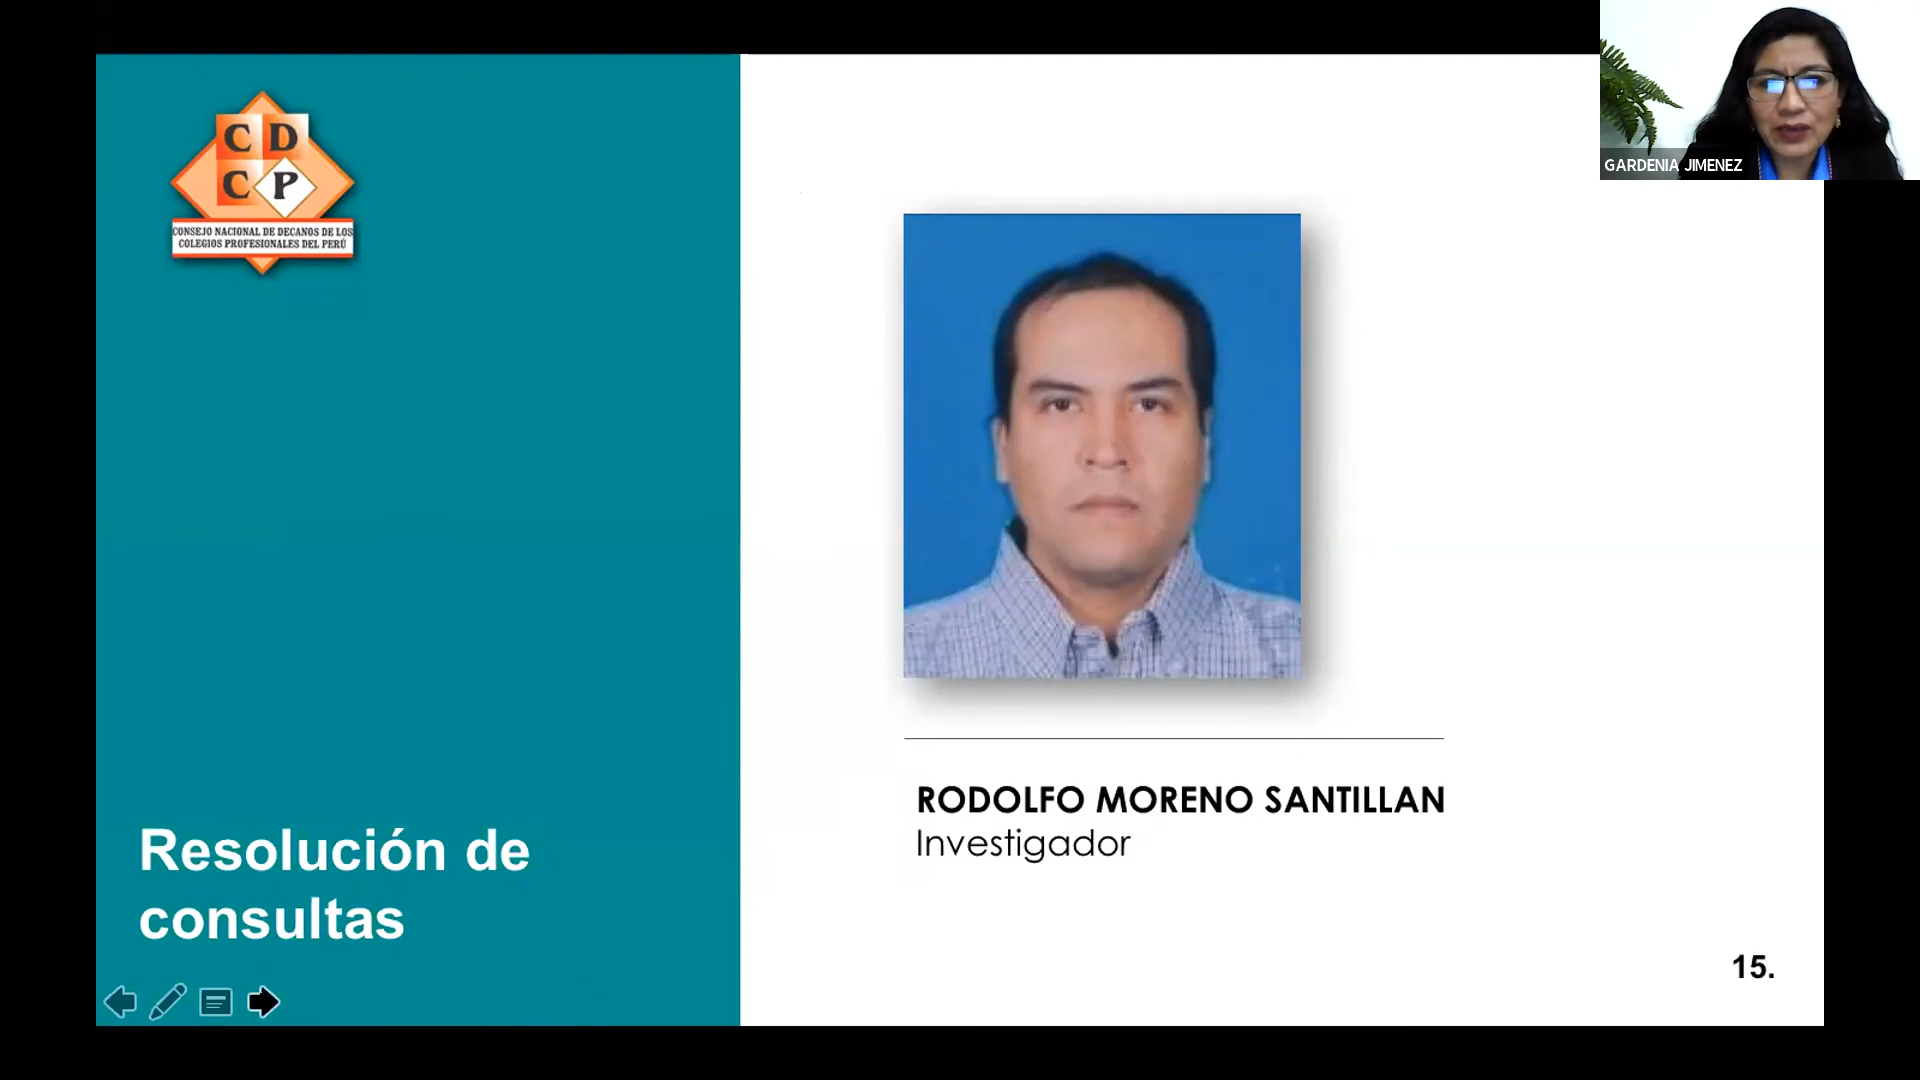 C D
C P
CONSEJO NACIONAL DE DECANOS DE LOS
COLEGIOS PROFESIONALES DEL PERÚ
GARDENIA JIMENEZ
RODOLFO MORENO SANTILLAN
Investigador
Resolución de
consultas
15.